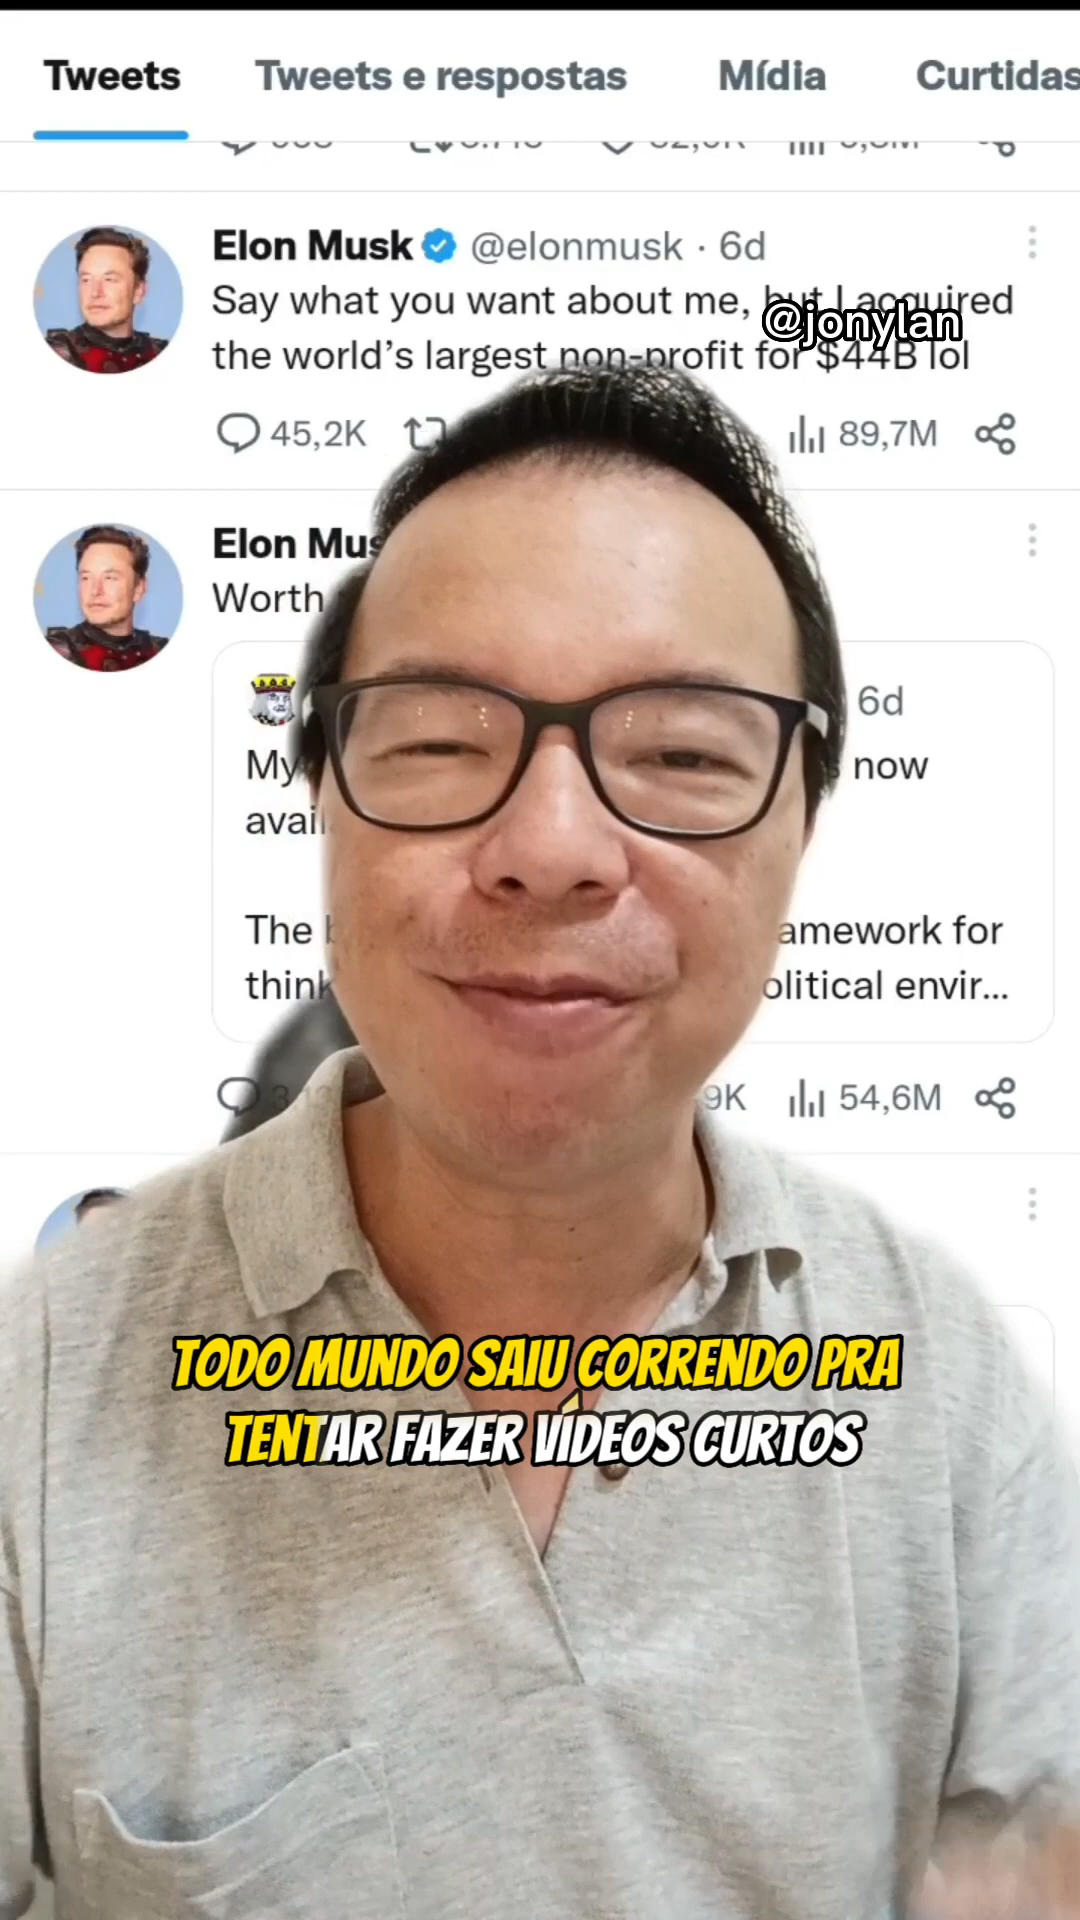 Tweets Tweets e respostas Mídia Curtidas
Elon Musk @elonmusk · 6d
Say what you want about me, but I acquired
@jonylan
the world's largest non-profit for $44B lol
45,2K 89,7M
Elon Mus
Worth
6d
My now
avail
The amework for
think olitical envir...
9K 54,6M
TODO MUNDO SAIU CORRENDO PRA
TENTAR FAZER VÍDEOS CURTOS